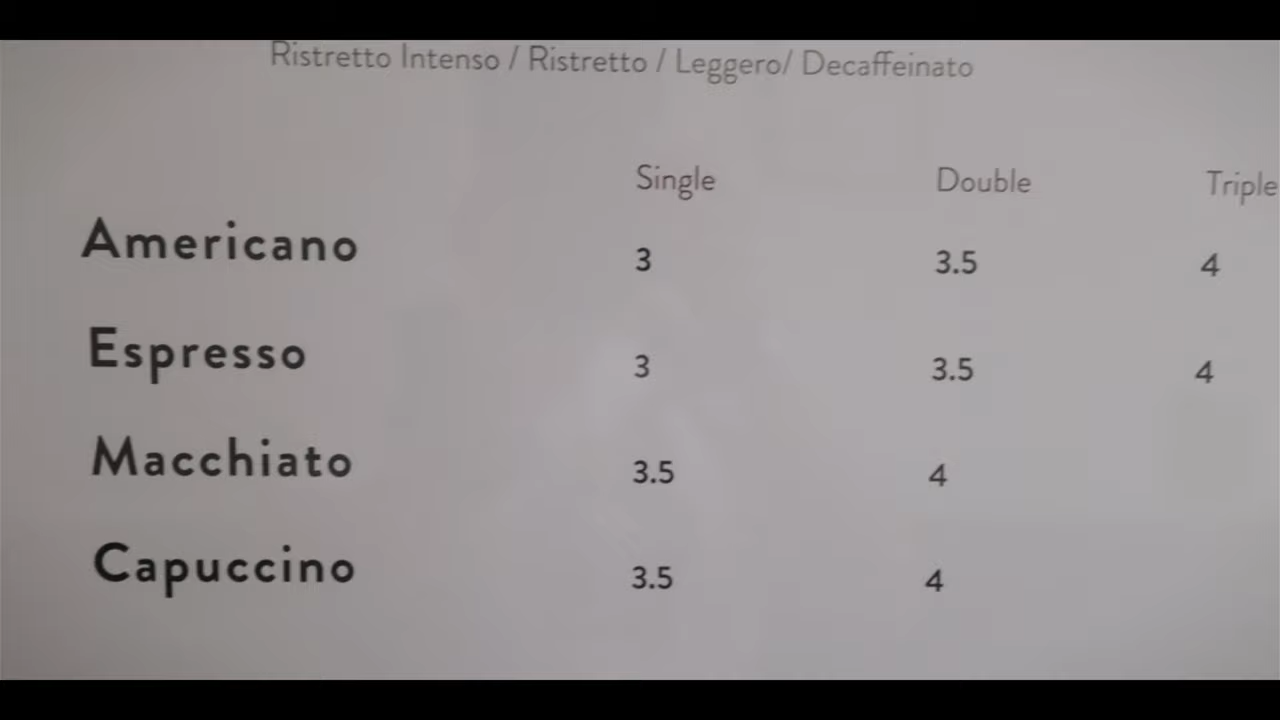 Ristretto Intenso / Ristretto / Leggero/ Decaffeinato
Single Double Triple
Americano 3 3.5 4
Espresso 3 3.5 4
Macchiato 3.5 4
Capuccino 3.5 4